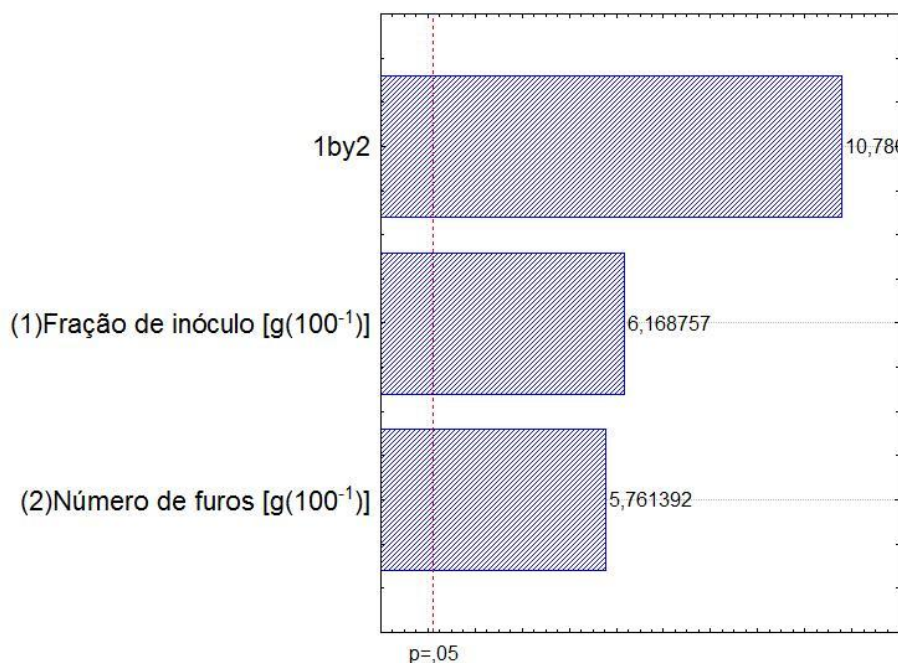 1by2
10,786
(1)Fração de inóculo [g(100⁻¹)]
6,168757
(2)Número de furos [g(100⁻¹)]
5,761392
p=,05